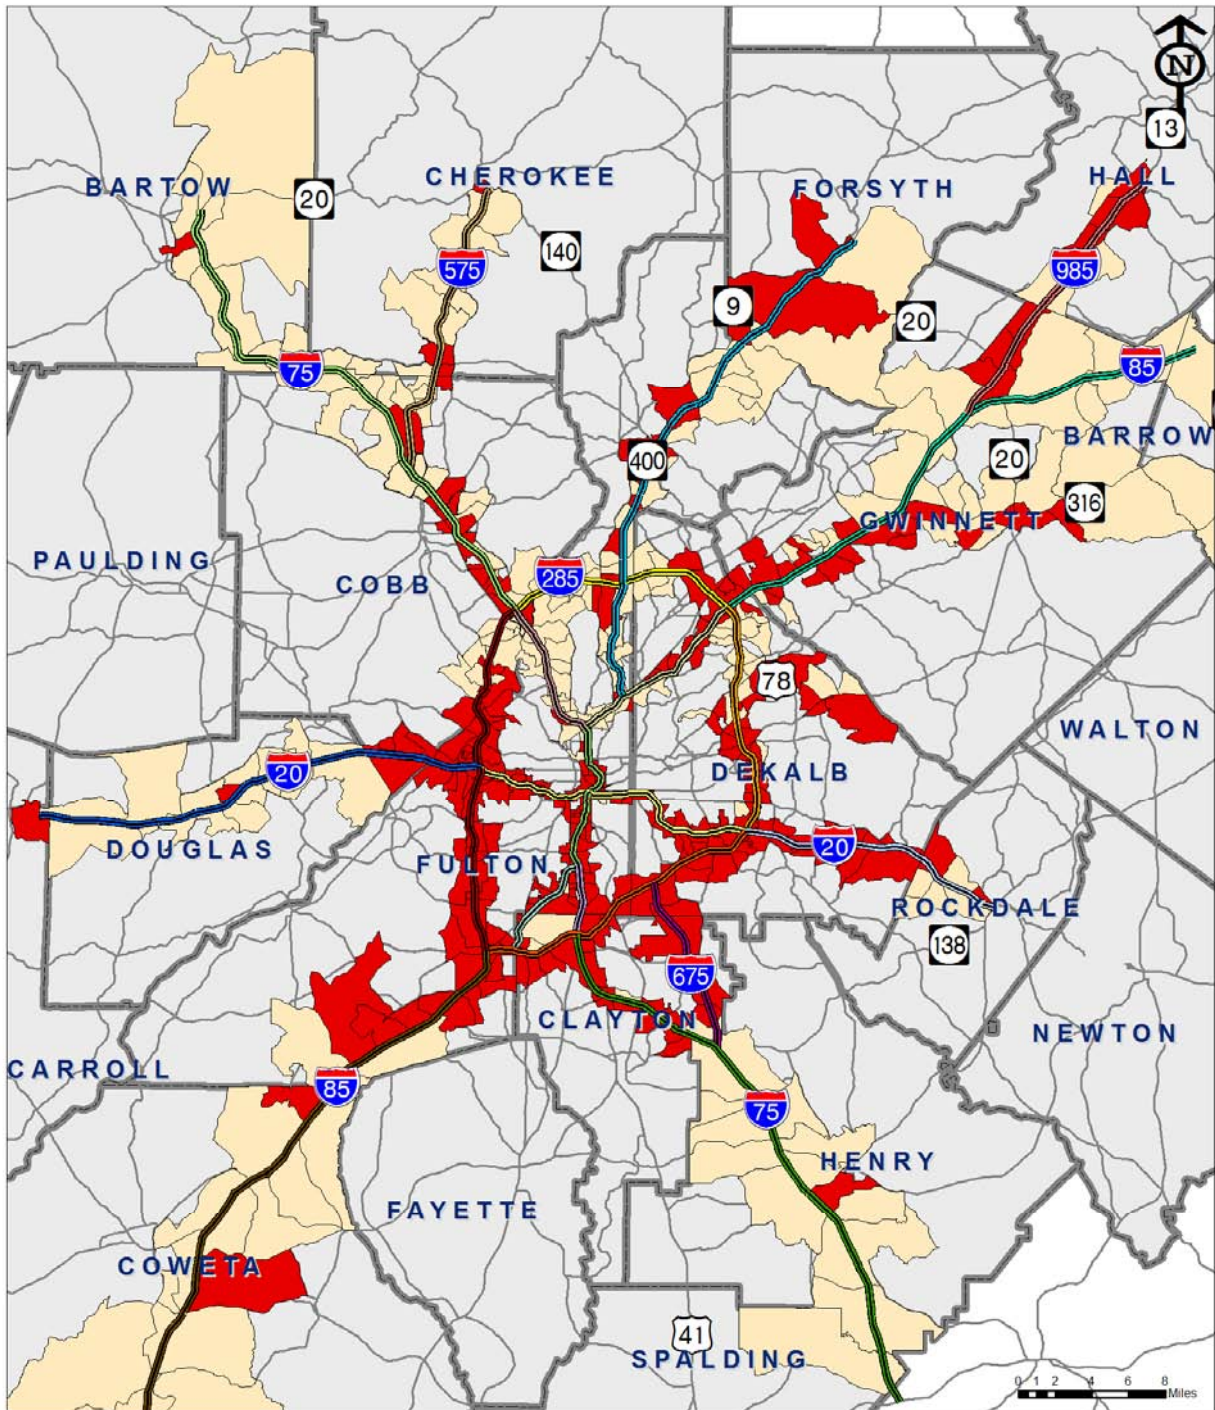 N
13
BARTOW
CHEROKEE
FORSYTH
HALL
20
140
575
985
9
20
75
85
BARROW
400
20
316
GWINNETT
PAULDING
COBB
285
78
WALTON
20
DEKALB
DOUGLAS
FULTON
20
ROCKDALE
138
675
CLAYTON
NEWTON
CARROLL
85
75
HENRY
FAYETTE
COWETA
41
SPALDING
0 1 2 4 6 8
Miles